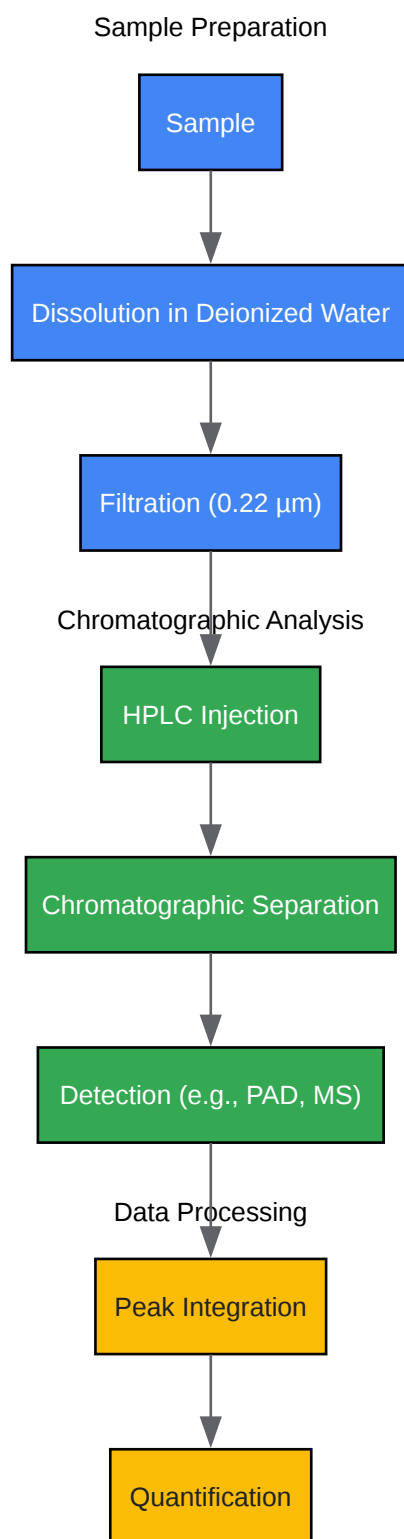 Sample Preparation
Sample
Dissolution in Deionized Water
Filtration (0.22 µm)
Chromatographic Analysis
HPLC Injection
Chromatographic Separation
Detection (e.g., PAD, MS)
Data Processing
Peak Integration
Quantification